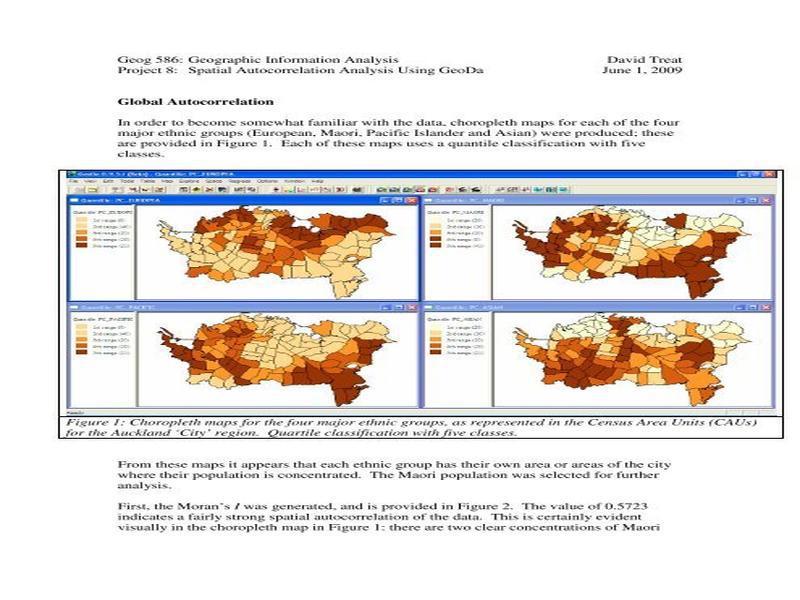 Geog 586: Geographic Information Analysis David Treat
Project 8: Spatial Autocorrelation Analysis Using GeoDa June 1, 2009
Global Autocorrelation
In order to become somewhat familiar with the data, choropleth maps for each of the four
major ethnic groups (European, Maori, Pacific Islander and Asian) were produced; these
are provided in Figure 1. Each of these maps uses a quantile classification with five
classes.
Quantile: PC_EUROPEA
Quantile: PC_MAORI
Quantile: PC_PACIFIC
Quantile: PC_ASIAN
Figure 1: Choropleth maps for the four major ethnic groups, as represented in the Census Area Units (CAUs)
for the Auckland 'City' region. Quartile classification with five classes.
From these maps it appears that each ethnic group has their own area or areas of the city
where their population is concentrated. The Maori population was selected for further
analysis.
First, the Moran's I was generated, and is provided in Figure 2. The value of 0.5723
indicates a fairly strong spatial autocorrelation of the data. This is certainly evident
visually in the choropleth map in Figure 1: there are two clear concentrations of Maori